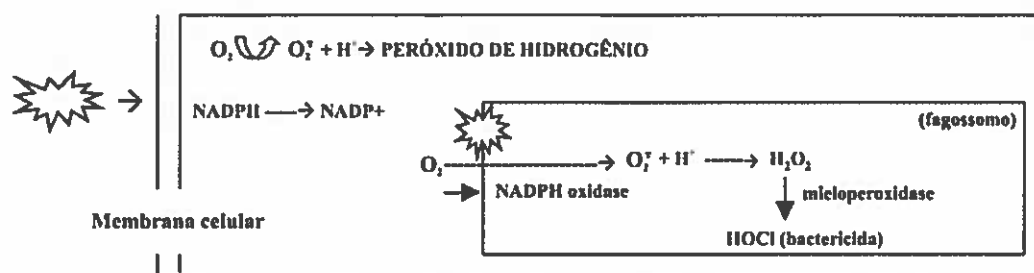 O₂ O₂⁻ + H⁺ → PERÓXIDO DE HIDROGÊNIO
NADPH → NADP+
(fagossomo)
O₂ → O₂⁻ + H⁺ → H₂O₂
NADPH oxidase
mieloperoxidase
Membrana celular
HOCl (bactericida)